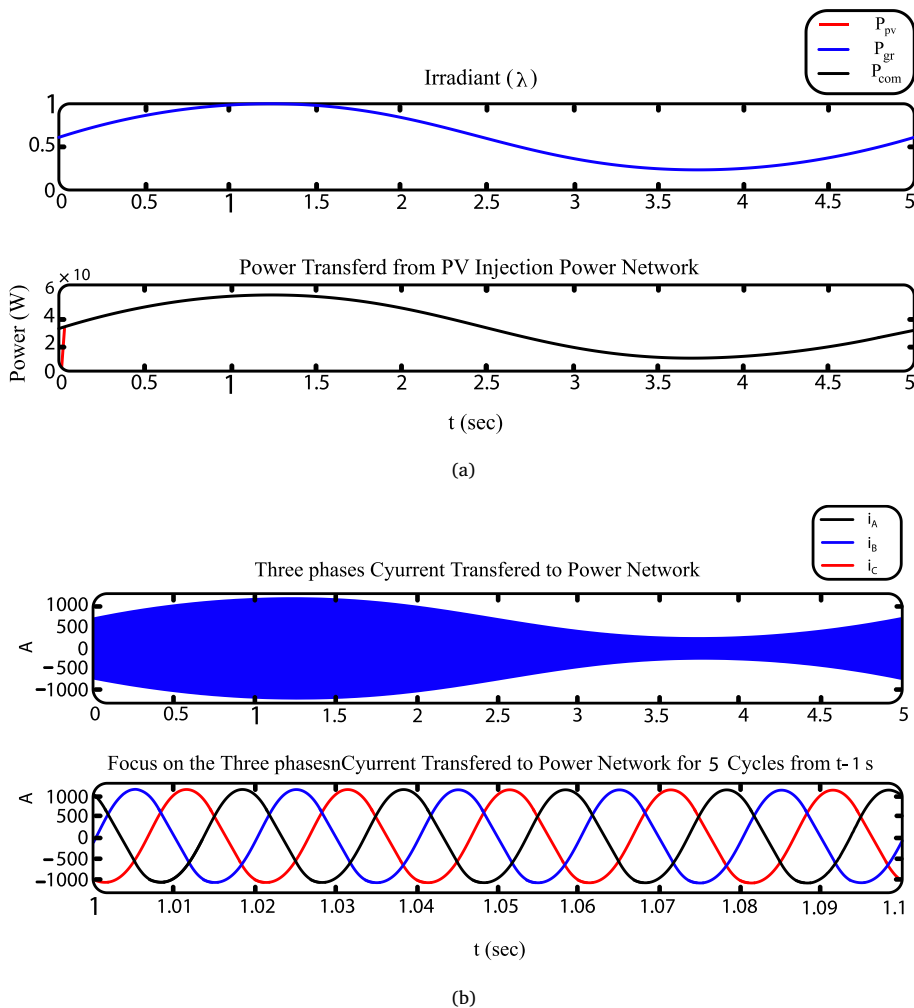 P_pv
P_gr
P_com
Irradiant (λ)
1
0.5
0
0 0.5 1 1.5 2 2.5 3 3.5 4 4.5 5
Power Transferd from PV Injection Power Network
6 ×10
4
2
0
Power (W)
0 0.5 1 1.5 2 2.5 3 3.5 4 4.5 5
t (sec)
(a)
i_A
i_B
i_C
Three phases Cyurrent Transfered to Power Network
1000
500
0
−500
−1000
A
0 0.5 1 1.5 2 2.5 3 3.5 4 4.5 5
Focus on the Three phasesnCyurrent Transfered to Power Network for 5 Cycles from t-1 s
A
1000
500
0
−500
−1000
1 1.01 1.02 1.03 1.04 1.05 1.06 1.07 1.08 1.09 1.1
t (sec)
(b)